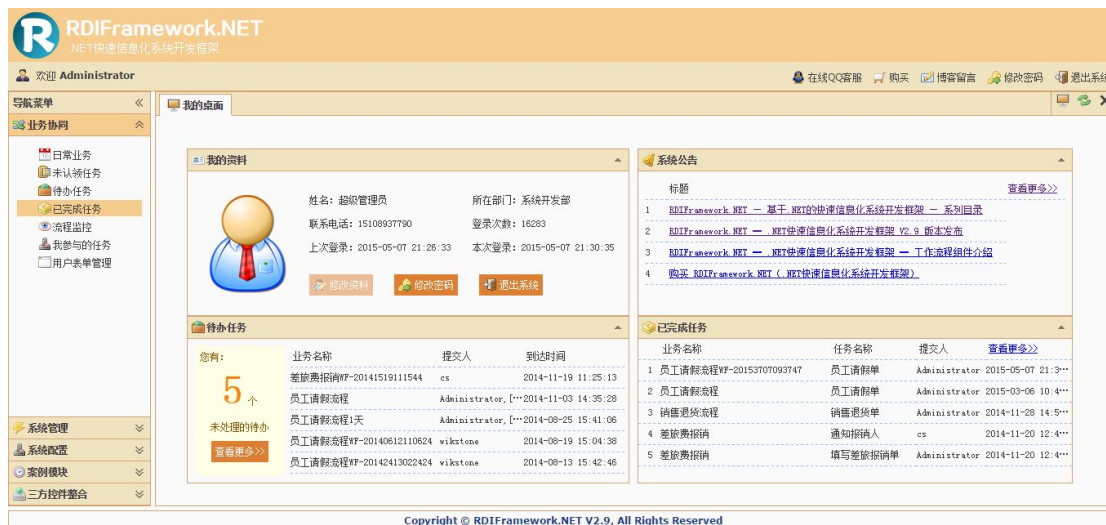 RDIFramework.NET
.NET快速信息化系统开发框架
欢迎 Administrator
在线QQ客服 购买 博客留言 修改密码 退出系统
导航菜单
业务协同
日常业务
未认领任务
待办任务
已完成任务
流程监控
我参与的任务
用户表单管理
系统管理
系统配置
案例模块
三方控件整合
我的桌面
我的资料
姓名: 超级管理员 所在部门: 系统开发部
联系电话: 15108937790 登录次数: 16283
上次登录: 2015-05-07 21:26:33 本次登录: 2015-05-07 21:30:35
修改资料 修改密码 退出系统
系统公告
标题 查看更多>>
1 RDIFramework.NET — 基于.NET的快速信息化系统开发框架 — 系列目录
2 RDIFramework.NET — .NET快速信息化系统开发框架 V2.9 版本发布
3 RDIFramework.NET — .NET快速信息化系统开发框架 — 工作流程组件介绍
4 购买 RDIFramework.NET (.NET快速信息化系统开发框架)
待办任务
您有:
5 个
未处理的待办
查看更多>>
业务名称 提交人 到达时间
差旅费报销WF-20141519111544 cs 2014-11-19 11:25:13
员工请假流程 Administrator, [… 2014-11-03 14:35:28
员工请假流程1天 Administrator, [… 2014-08-25 15:41:06
员工请假流程WF-20140612110624 wikstone 2014-08-19 15:04:38
员工请假流程WF-20142413022424 wikstone 2014-08-13 15:42:46
已完成任务
业务名称 任务名称 提交人 查看更多>>
1 员工请假流程WF-20153707093747 员工请假单 Administrator 2015-05-07 21:3…
2 员工请假流程 员工请假单 Administrator 2015-03-06 10:4…
3 销售退货流程 销售退货单 Administrator 2014-11-28 14:5…
4 差旅费报销 通知报销人 cs 2014-11-20 12:4…
5 差旅费报销 填写差旅报销单 Administrator 2014-11-20 12:4…
Copyright © RDIFramework.NET V2.9, All Rights Reserved